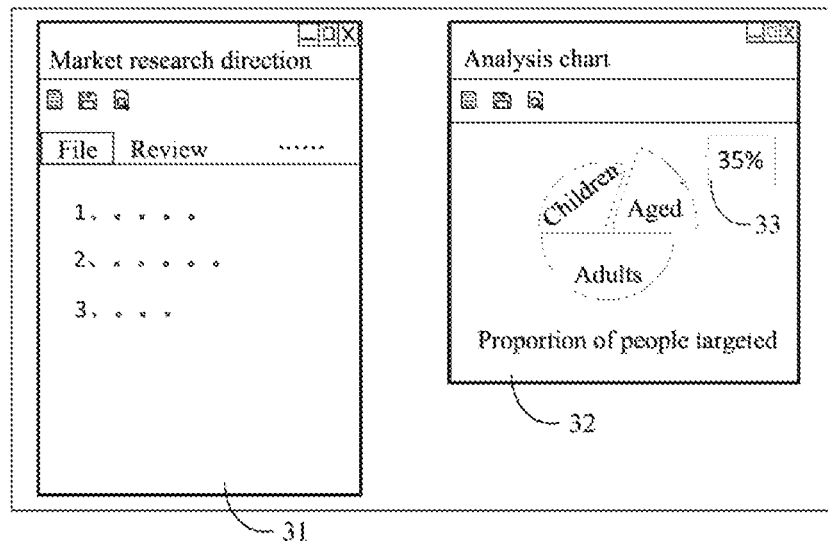 Market research direction
File Review ......
1、
2、
3、
31
Analysis chart
35%
Children
Aged
33
Adults
Proportion of people targeted
32